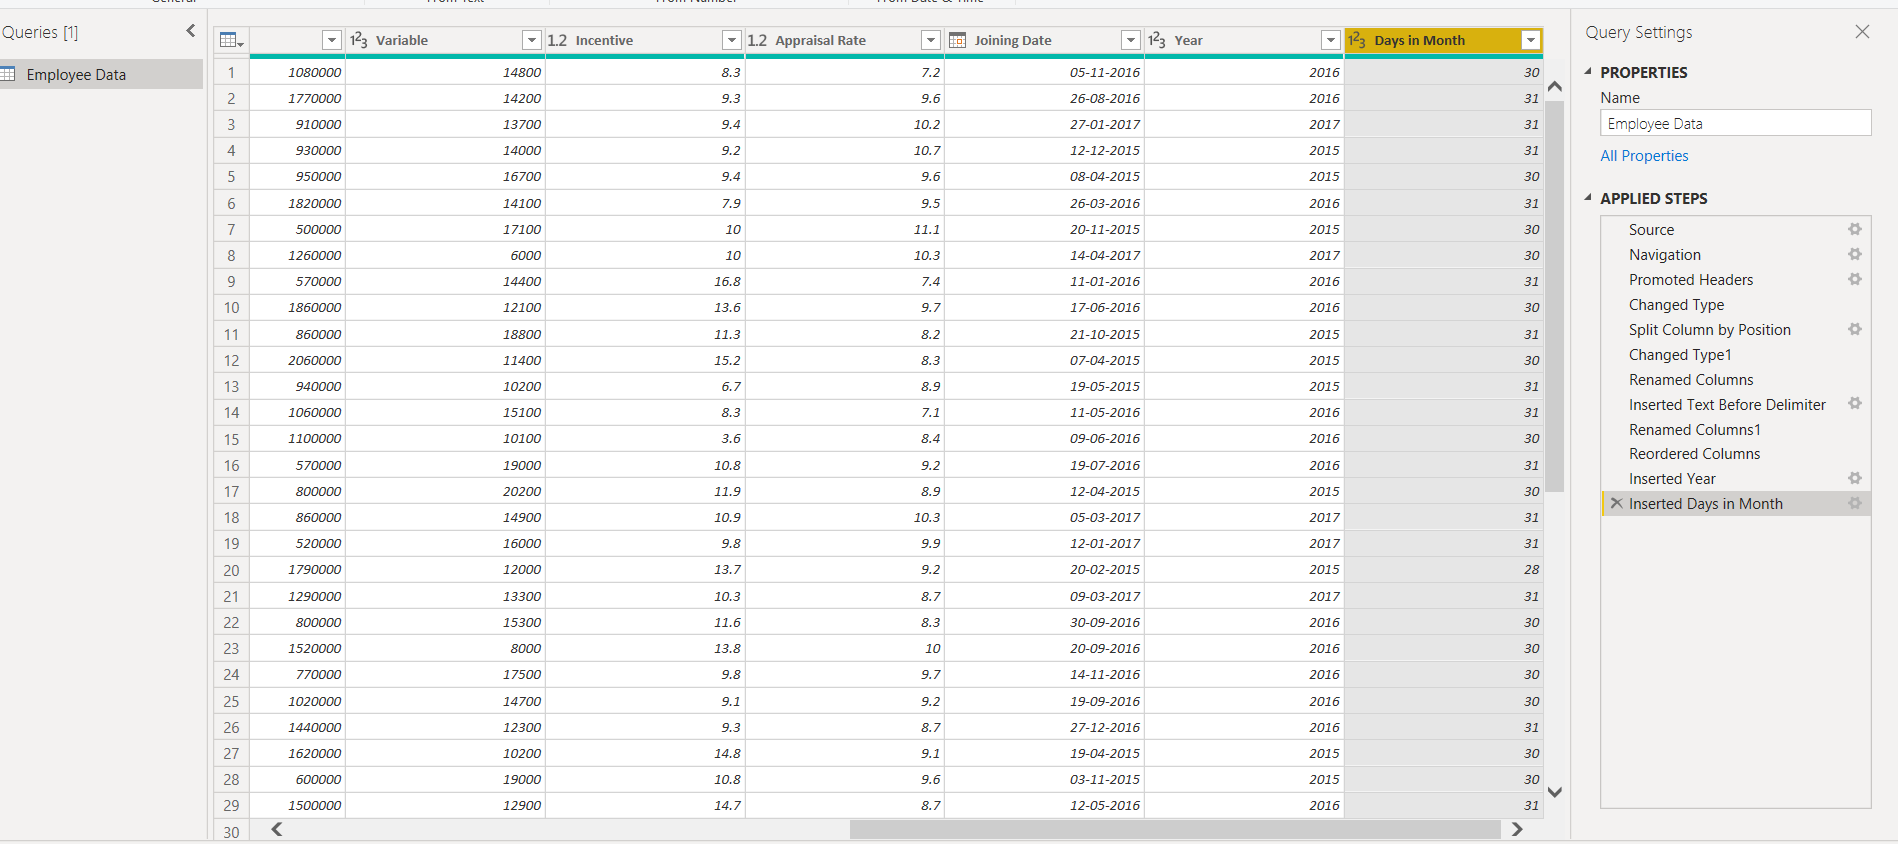 General From Text From Number From Date & Time
Queries [1]
Employee Data
123 Variable 1.2 Incentive 1.2 Appraisal Rate Joining Date 123 Year 123 Days in Month
1 1080000 14800 8.3 7.2 05-11-2016 2016 30
2 1770000 14200 9.3 9.6 26-08-2016 2016 31
3 910000 13700 9.4 10.2 27-01-2017 2017 31
4 930000 14000 9.2 10.7 12-12-2015 2015 31
5 950000 16700 9.4 9.6 08-04-2015 2015 30
6 1820000 14100 7.9 9.5 26-03-2016 2016 31
7 500000 17100 10 11.1 20-11-2015 2015 30
8 1260000 6000 10 10.3 14-04-2017 2017 30
9 570000 14400 16.8 7.4 11-01-2016 2016 31
10 1860000 12100 13.6 9.7 17-06-2016 2016 30
11 860000 18800 11.3 8.2 21-10-2015 2015 31
12 2060000 11400 15.2 8.3 07-04-2015 2015 30
13 940000 10200 6.7 8.9 19-05-2015 2015 31
14 1060000 15100 8.3 7.1 11-05-2016 2016 31
15 1100000 10100 3.6 8.4 09-06-2016 2016 30
16 570000 19000 10.8 9.2 19-07-2016 2016 31
17 800000 20200 11.9 8.9 12-04-2015 2015 30
18 860000 14900 10.9 10.3 05-03-2017 2017 31
19 520000 16000 9.8 9.9 12-01-2017 2017 31
20 1790000 12000 13.7 9.2 20-02-2015 2015 28
21 1290000 13300 10.3 8.7 09-03-2017 2017 31
22 800000 15300 11.6 8.3 30-09-2016 2016 30
23 1520000 8000 13.8 10 20-09-2016 2016 30
24 770000 17500 9.8 9.7 14-11-2016 2016 30
25 1020000 14700 9.1 9.2 19-09-2016 2016 30
26 1440000 12300 9.3 8.7 27-12-2016 2016 31
27 1620000 10200 14.8 9.1 19-04-2015 2015 30
28 600000 19000 10.8 9.6 03-11-2015 2015 30
29 1500000 12900 14.7 8.7 12-05-2016 2016 31
30
Query Settings
PROPERTIES
Name
Employee Data
All Properties
APPLIED STEPS
Source
Navigation
Promoted Headers
Changed Type
Split Column by Position
Changed Type1
Renamed Columns
Inserted Text Before Delimiter
Renamed Columns1
Reordered Columns
Inserted Year
Inserted Days in Month